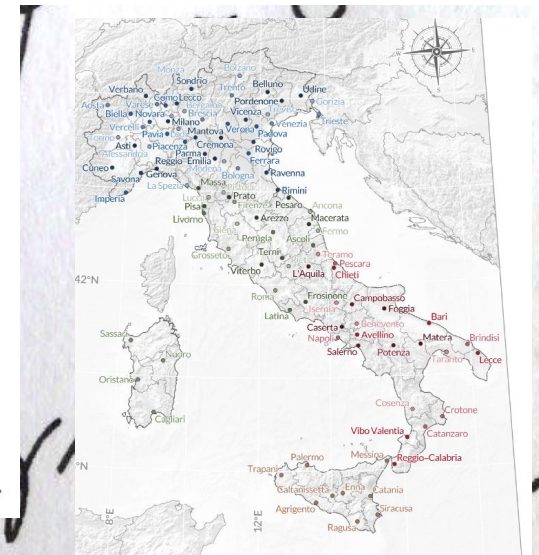 Bolzano
Monza
Sondrio
Trento
Belluno
Udine
Verbano
Como
Lecco
Bergamo
Pordenone
Gorizia
Aosta
Varese
Brescia
Vicenza
Biella
Novara
Milano
Verona
Venezia
Trieste
Vercelli
Pavia
Mantova
Padova
Torino
Cremona
Rovigo
Asti
Piacenza
Parma
Ferrara
Alessandria
Reggio Emilia
Modena
Cuneo
Genova
Bologna
Ravenna
Savona
La Spezia
Massa
Rimini
Imperia
Lucca
Prato
Pesaro
Pisa
Firenze
Ancona
Livorno
Arezzo
Macerata
Siena
Fermo
Perugia
Ascoli
Grosseto
Terni
Teramo
Pescara
Viterbo
L'Aquila
Chieti
42°N
Roma
Frosinone
Campobasso
Isernia
Foggia
Latina
Bari
Caserta
Benevento
Napoli
Avellino
Matera
Brindisi
Salerno
Potenza
Taranto
Lecce
Sassari
Nuoro
Oristano
Cagliari
Cosenza
Crotone
Vibo Valentia
Catanzaro
Messina
Reggio–Calabria
Palermo
Trapani
°N
Caltanissetta
Enna
Catania
Agrigento
Siracusa
Ragusa
8°E
12°E